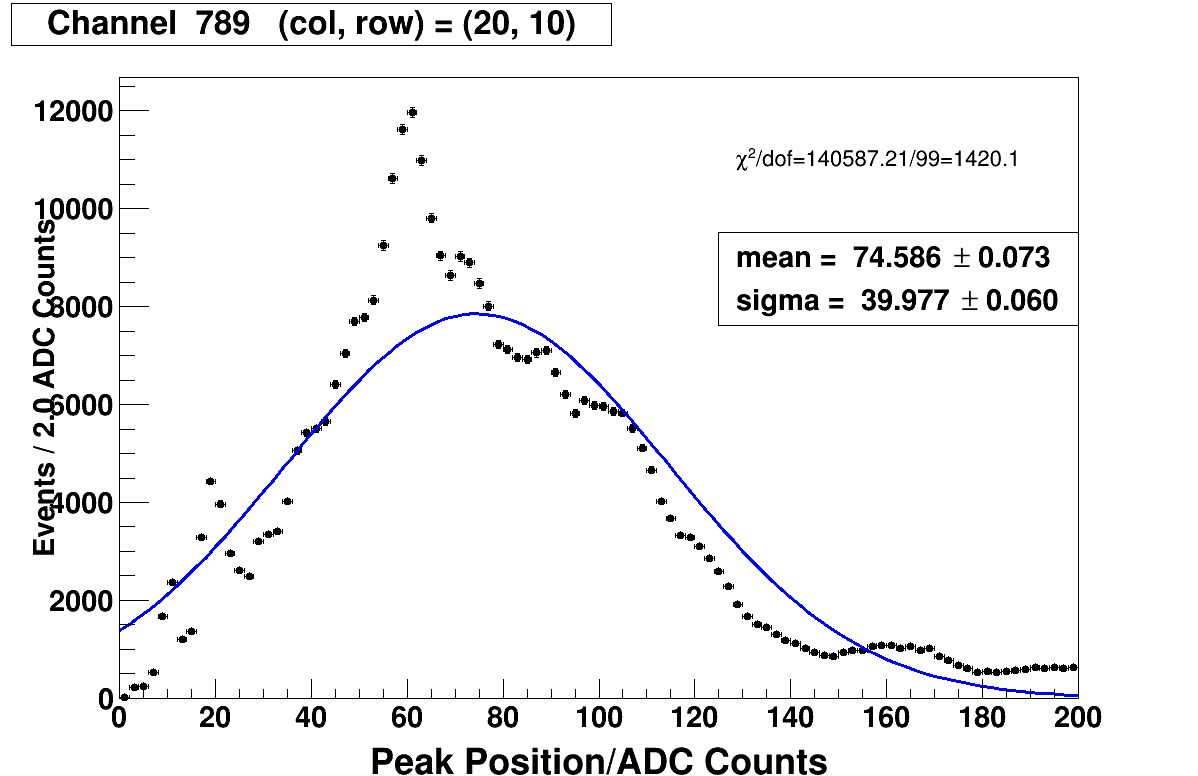 Channel 789 (col, row) = (20, 10)
12000
10000
8000
6000
4000
2000
0
Events / 2.0 ADC Counts
χ²/dof=140587.21/99=1420.1
mean = 74.586 ± 0.073
sigma = 39.977 ± 0.060
0 20 40 60 80 100 120 140 160 180 200
Peak Position/ADC Counts